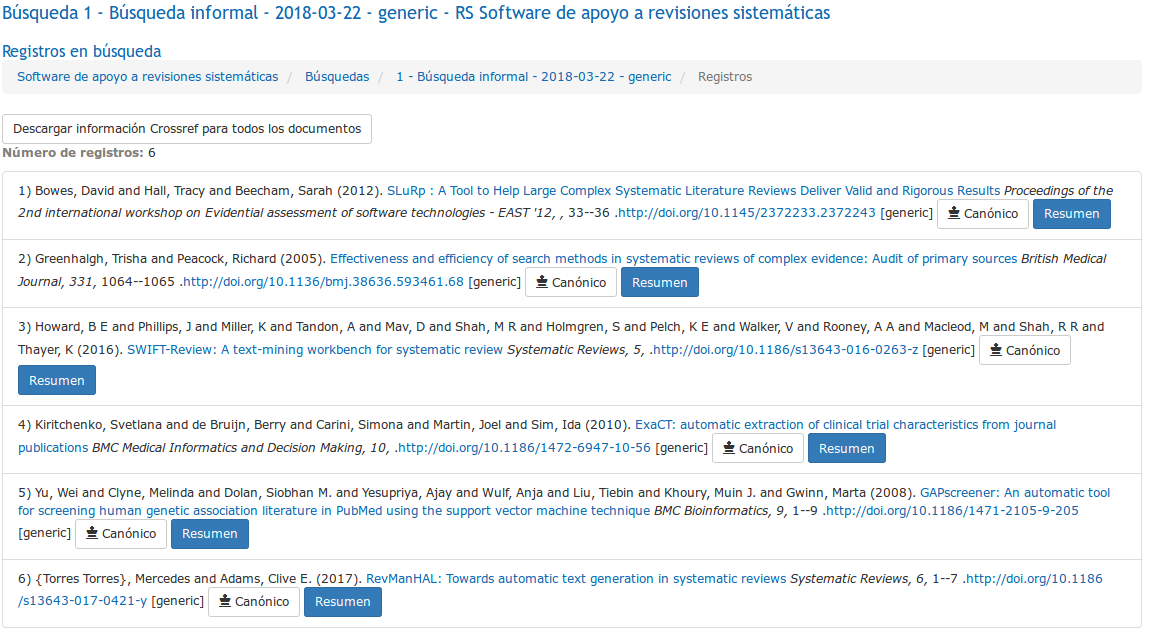 Búsqueda 1 - Búsqueda informal - 2018-03-22 - generic - RS Software de apoyo a revisiones sistemáticas
Registros en búsqueda
Software de apoyo a revisiones sistemáticas / Búsquedas / 1 - Búsqueda informal - 2018-03-22 - generic / Registros
Descargar información Crossref para todos los documentos
Número de registros: 6
1) Bowes, David and Hall, Tracy and Beecham, Sarah (2012). SLuRp : A Tool to Help Large Complex Systematic Literature Reviews Deliver Valid and Rigorous Results Proceedings of the
2nd international workshop on Evidential assessment of software technologies - EAST '12, , 33--36 .http://doi.org/10.1145/2372233.2372243 [generic] Canónico Resumen
2) Greenhalgh, Trisha and Peacock, Richard (2005). Effectiveness and efficiency of search methods in systematic reviews of complex evidence: Audit of primary sources British Medical
Journal, 331, 1064--1065 .http://doi.org/10.1136/bmj.38636.593461.68 [generic] Canónico Resumen
3) Howard, B E and Phillips, J and Miller, K and Tandon, A and Mav, D and Shah, M R and Holmgren, S and Pelch, K E and Walker, V and Rooney, A A and Macleod, M and Shah, R R and
Thayer, K (2016). SWIFT-Review: A text-mining workbench for systematic review Systematic Reviews, 5, .http://doi.org/10.1186/s13643-016-0263-z [generic] Canónico
Resumen
4) Kiritchenko, Svetlana and de Bruijn, Berry and Carini, Simona and Martin, Joel and Sim, Ida (2010). ExaCT: automatic extraction of clinical trial characteristics from journal
publications BMC Medical Informatics and Decision Making, 10, .http://doi.org/10.1186/1472-6947-10-56 [generic] Canónico Resumen
5) Yu, Wei and Clyne, Melinda and Dolan, Siobhan M. and Yesupriya, Ajay and Wulf, Anja and Liu, Tiebin and Khoury, Muin J. and Gwinn, Marta (2008). GAPscreener: An automatic tool
for screening human genetic association literature in PubMed using the support vector machine technique BMC Bioinformatics, 9, 1--9 .http://doi.org/10.1186/1471-2105-9-205
[generic] Canónico Resumen
6) {Torres Torres}, Mercedes and Adams, Clive E. (2017). RevManHAL: Towards automatic text generation in systematic reviews Systematic Reviews, 6, 1--7 .http://doi.org/10.1186
/s13643-017-0421-y [generic] Canónico Resumen